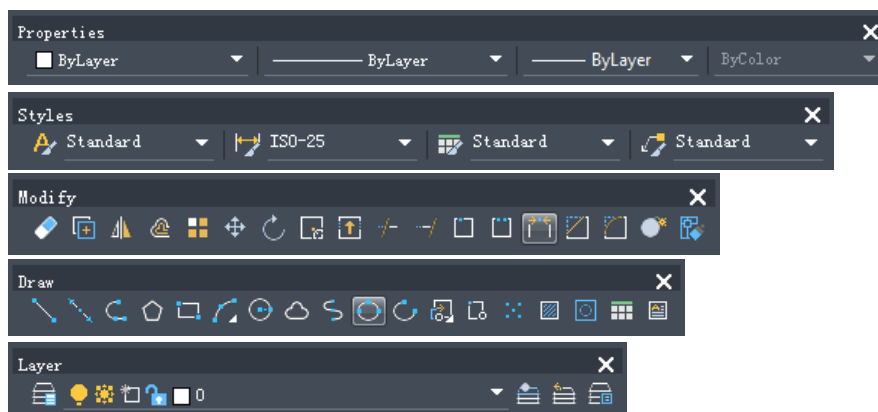 Properties
ByLayer ByLayer ByLayer ByColor
Styles
Standard ISO-25 Standard Standard
Modify
Draw
Layer
0